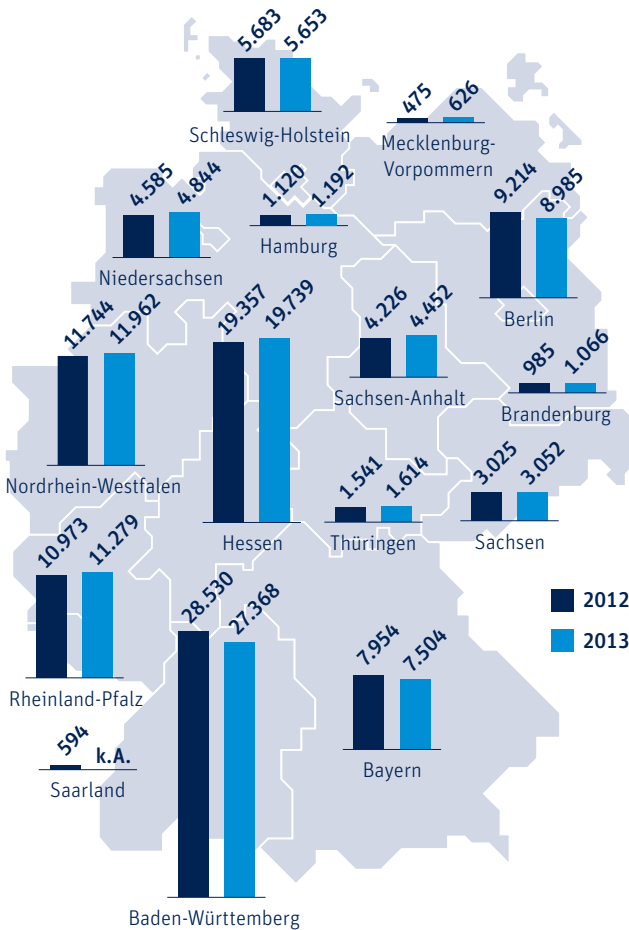 5.683 5.653
Schleswig-Holstein
475 626
Mecklenburg-
Vorpommern
4.585 4.844
Niedersachsen
1.120 1.192
Hamburg
9.214 8.985
Berlin
11.744 11.962
Nordrhein-Westfalen
19.357 19.739
Hessen
4.226 4.452
Sachsen-Anhalt
985 1.066
Brandenburg
1.541 1.614
Thüringen
3.025 3.052
Sachsen
10.973 11.279
Rheinland-Pfalz
28.530 27.368
Baden-Württemberg
7.954 7.504
Bayern
2012
2013
594 k.A.
Saarland